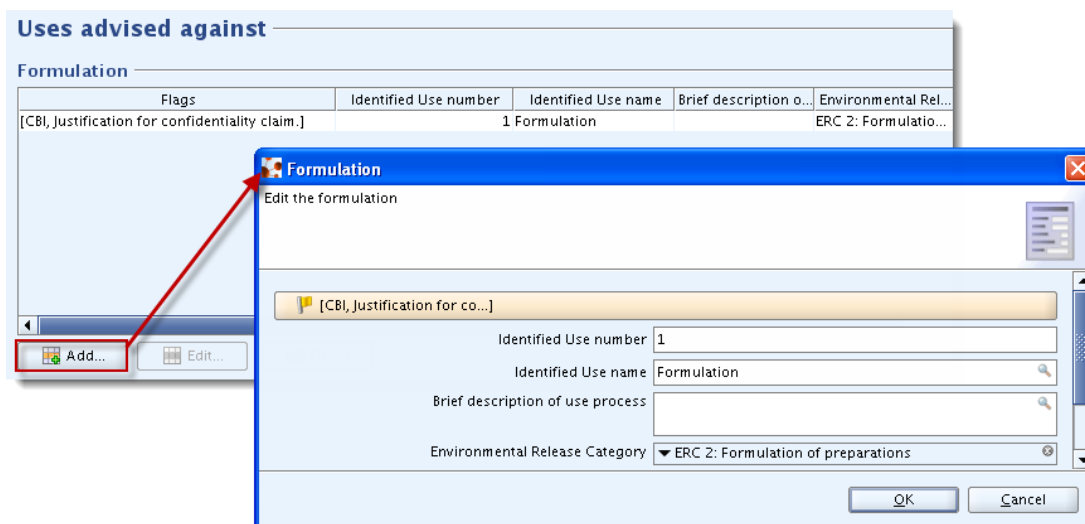 Uses advised against
Formulation
Flags Identified Use number Identified Use name Brief description o... Environmental Rel...
[CBI, Justification for confidentiality claim.] 1 Formulation ERC 2: Formulatio...
Formulation
Edit the formulation
[CBI, Justification for co...]
Identified Use number 1
Identified Use name Formulation
Brief description of use process
Environmental Release Category ERC 2: Formulation of preparations
Add... Edit...
OK Cancel